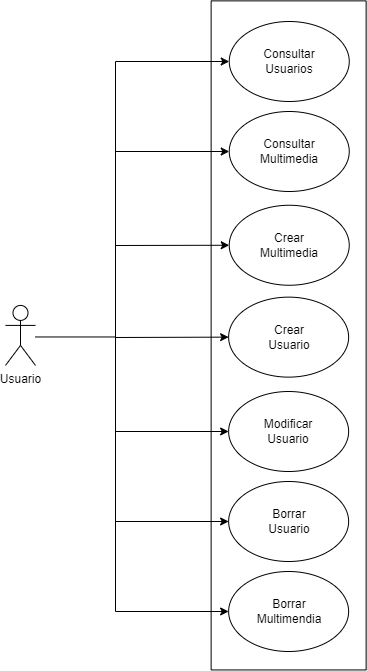 Consultar
Usuarios
Consultar
Multimedia
Crear
Multimedia
Crear
Usuario
Usuario
Modificar
Usuario
Borrar
Usuario
Borrar
Multimendia